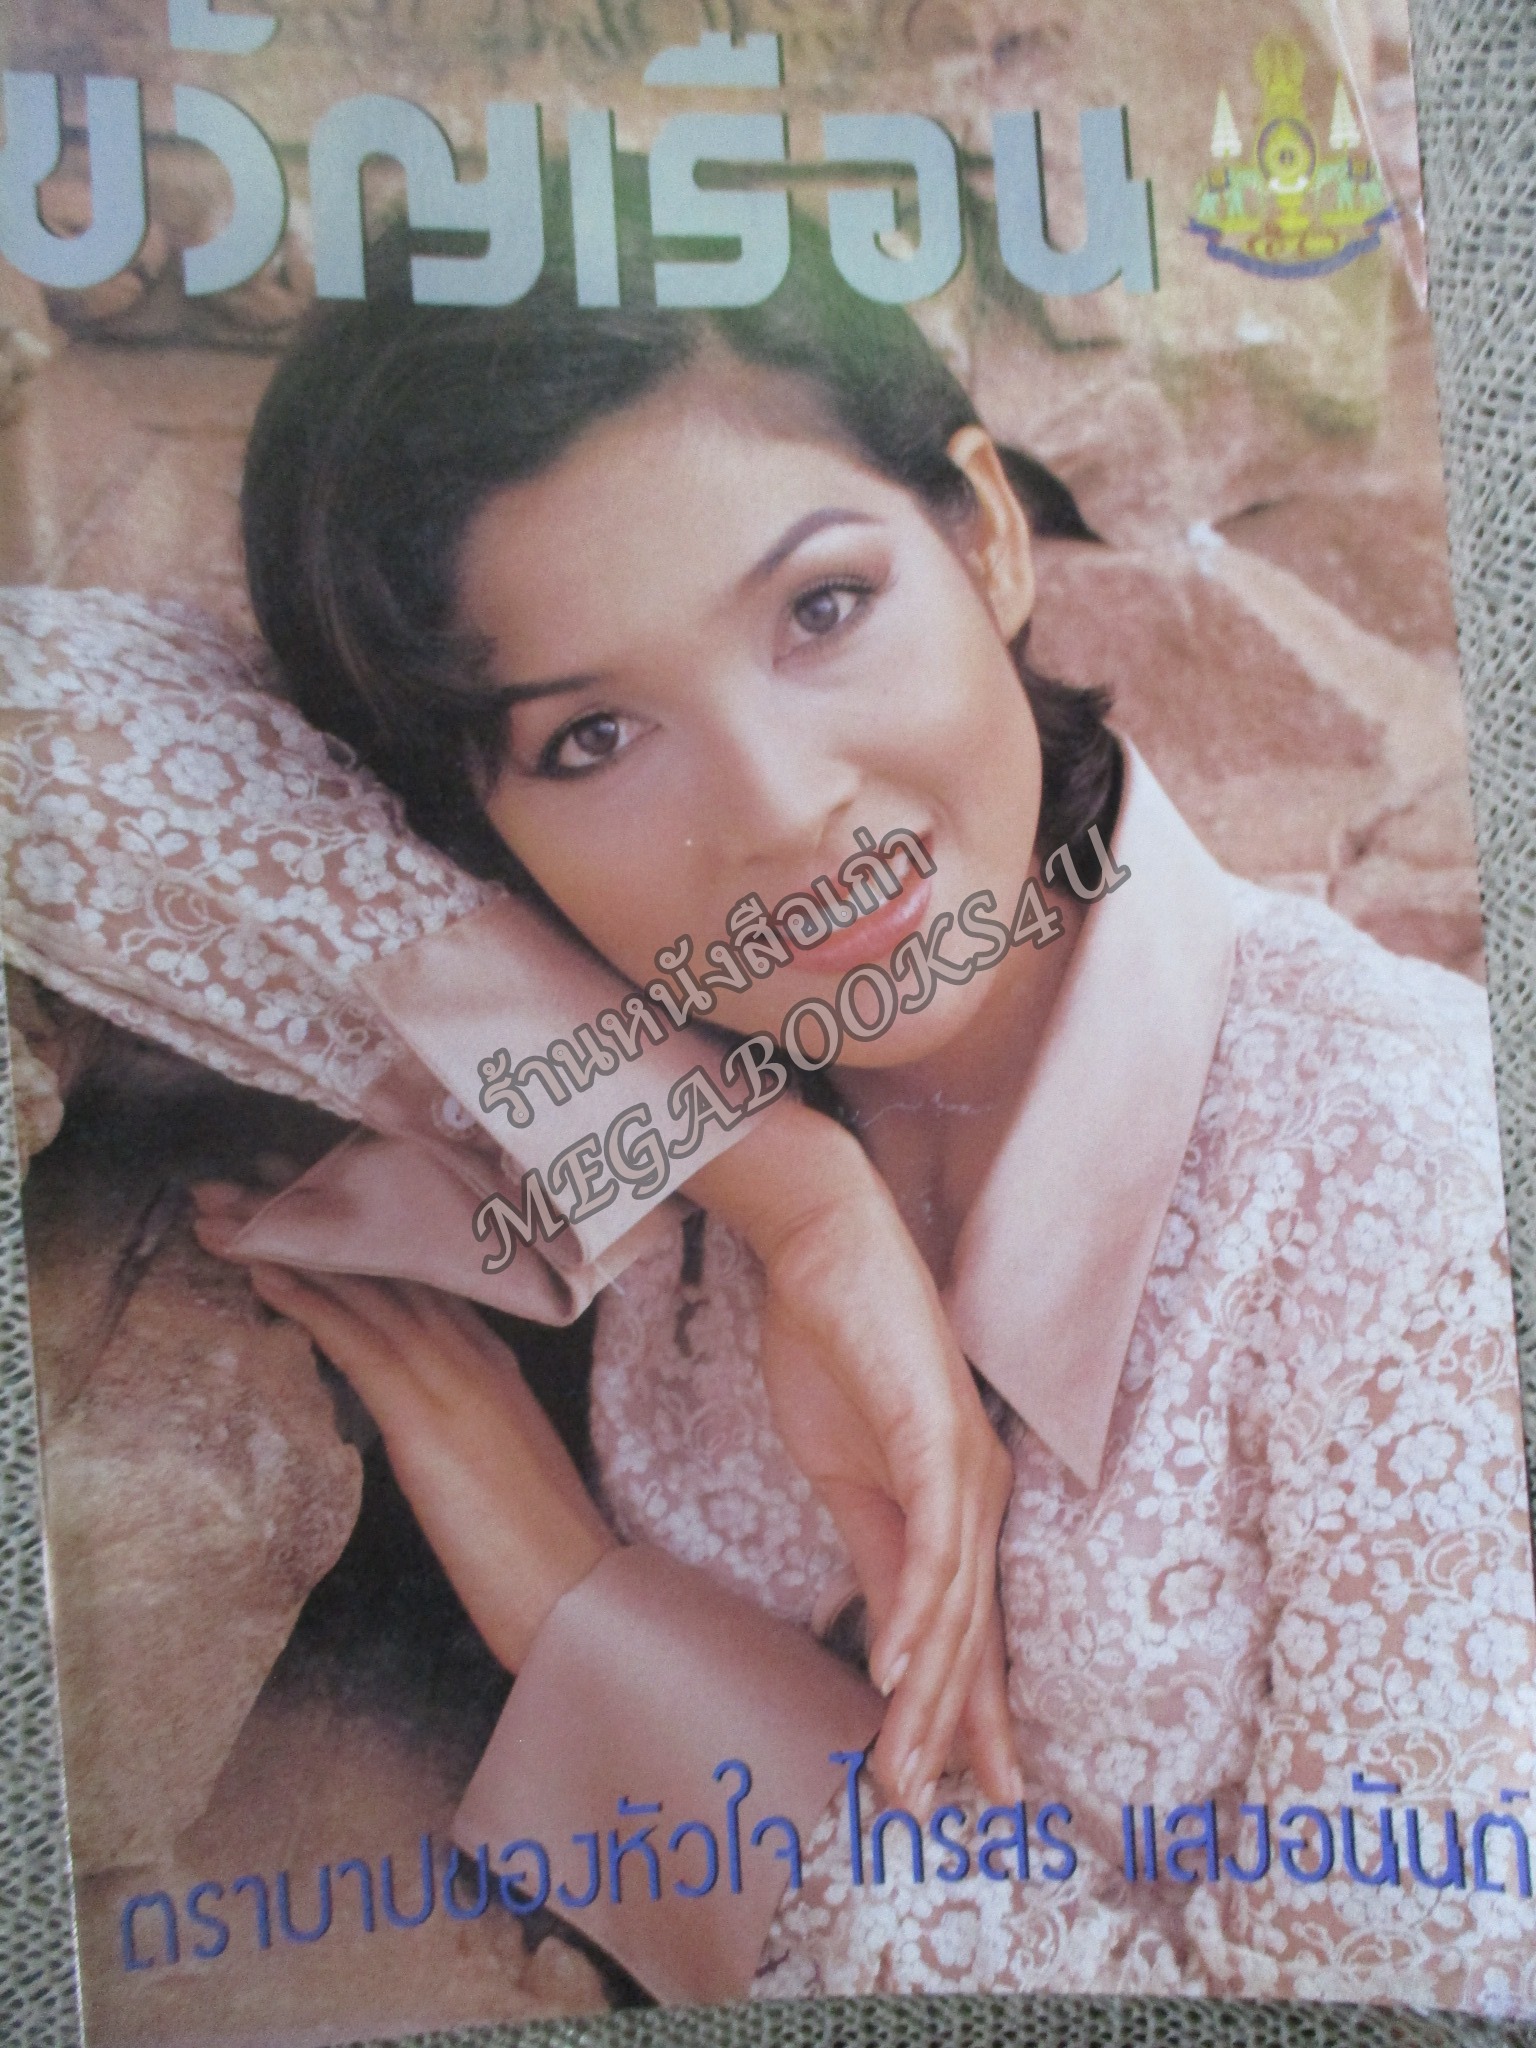 ขวัญเรือน
ร้านหนังสือเก่า
MEGABOOKS4U
ตราบาปของหัวใจ ไกรสร แสงอนันต์